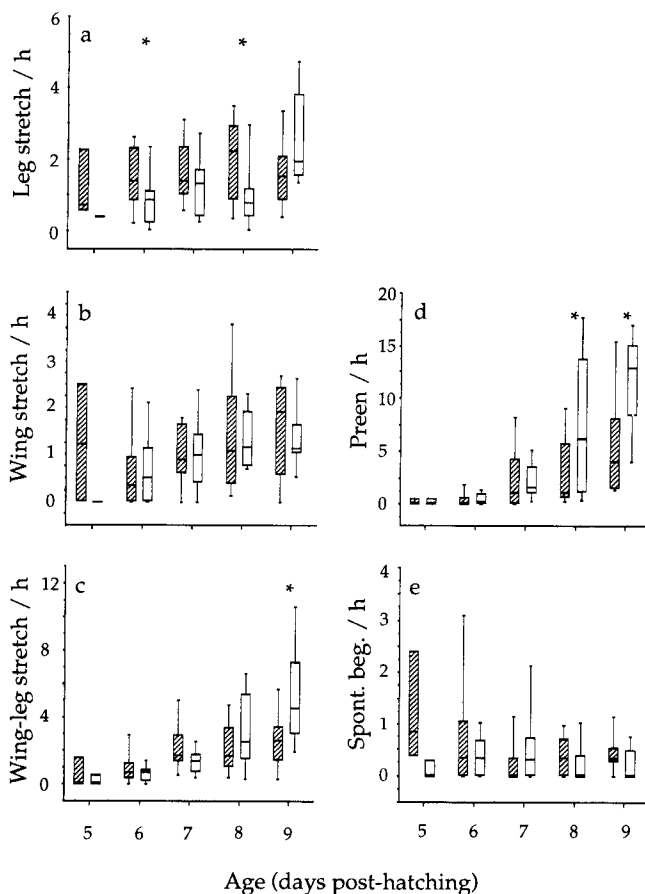 a
*
*
Leg stretch / h
6
4
2
0
b
Wing stretch / h
4
3
2
1
0
c
*
Wing-leg stretch / h
12
8
4
0
5 6 7 8 9
d
*
*
Preen / h
20
15
10
5
0
e
Spont. beg. / h
4
3
2
1
0
5 6 7 8 9
Age (days post-hatching)